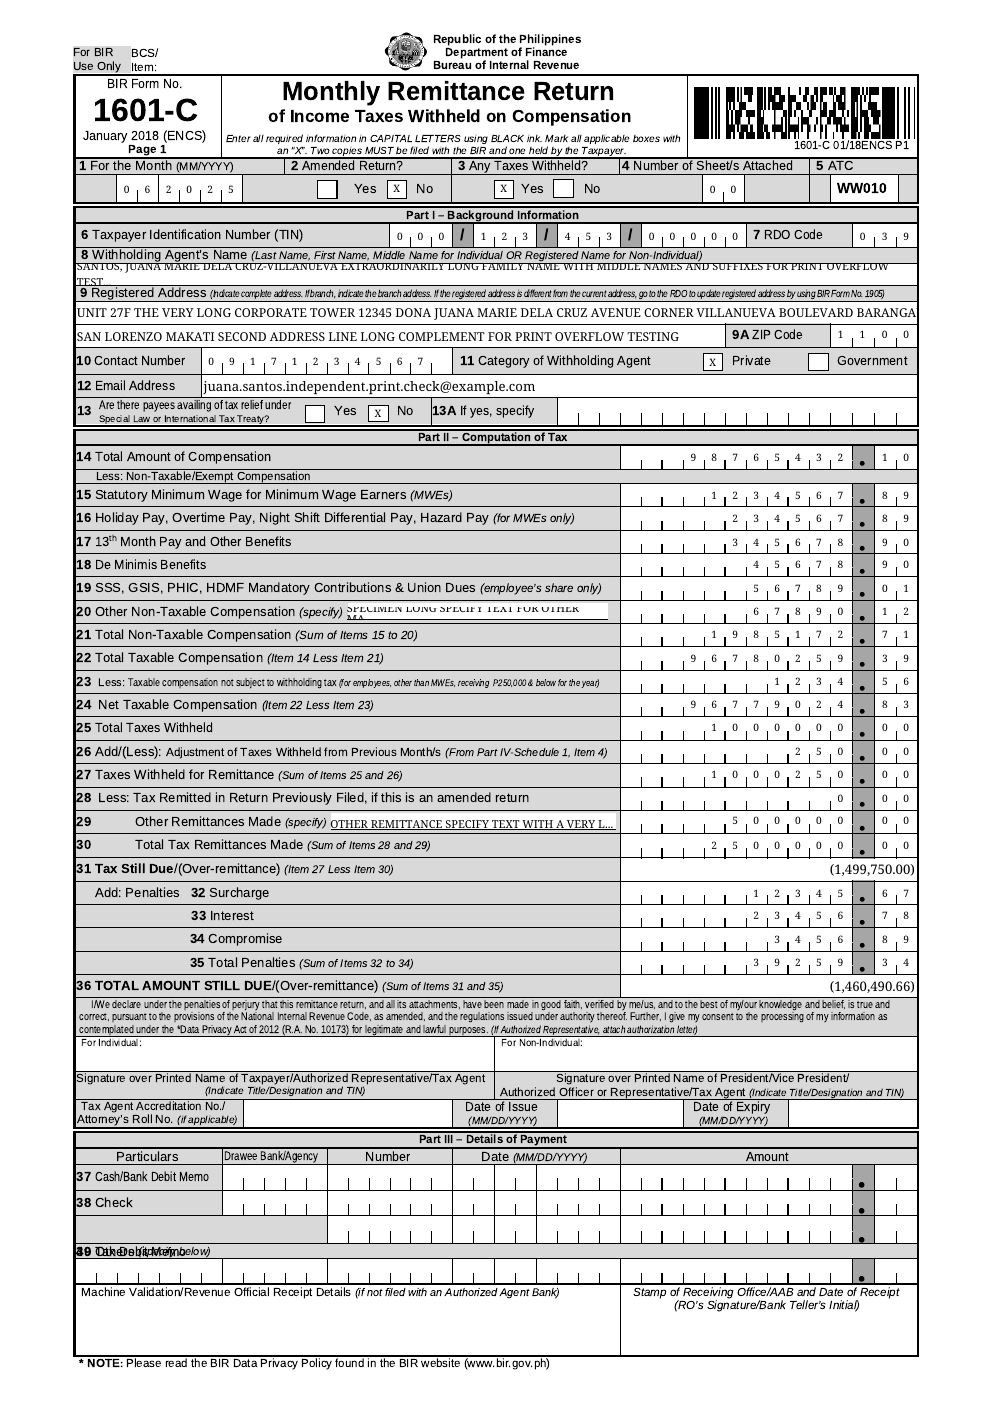 For BIR Use Only
BCS/ Item:
Republic of the Philippines
Department of Finance
Bureau of Internal Revenue
BIR Form No.
1601-C
January 2018 (ENCS)
Page 1
Monthly Remittance Return
of Income Taxes Withheld on Compensation
Enter all required information in CAPITAL LETTERS using BLACK ink. Mark all applicable boxes with
an "X". Two copies MUST be filed with the BIR and one held by the Taxpayer.
1601-C 01/18ENCS P1
1 For the Month (MM/YYYY) 2 Amended Return? 3 Any Taxes Withheld? 4 Number of Sheet/s Attached 5 ATC
0 6 2 0 2 5 Yes X No X Yes No 0 0 WW010
Part I – Background Information
6 Taxpayer Identification Number (TIN) 0 0 0 / 1 2 3 / 4 5 3 / 0 0 0 0 0 7 RDO Code 0 3 9
8 Withholding Agent's Name (Last Name, First Name, Middle Name for Individual OR Registered Name for Non-Individual)
SANTOS, JUANA MARIE DELA CRUZ-VILLANUEVA EXTRAORDINARILY LONG FAMILY NAME WITH MIDDLE NAMES AND SUFFIXES FOR PRINT OVERFLOW
TEST
9 Registered Address (Indicate complete address. If branch, indicate the branch address. If the registered address is different from the current address, go to the RDO to update registered address by using BIR Form No. 1905)
UNIT 27F THE VERY LONG CORPORATE TOWER 12345 DONA JUANA MARIE DELA CRUZ AVENUE CORNER VILLANUEVA BOULEVARD BARANGA
SAN LORENZO MAKATI SECOND ADDRESS LINE LONG COMPLEMENT FOR PRINT OVERFLOW TESTING 9A ZIP Code 1 1 0 0
10 Contact Number 0 9 1 7 1 2 3 4 5 6 7 11 Category of Withholding Agent X Private Government
12 Email Address juana.santos.independent.print.check@example.com
13 Are there payees availing of tax relief under Special Law or International Tax Treaty? Yes X No 13A If yes, specify
Part II – Computation of Tax
14 Total Amount of Compensation 9 8 7 6 5 4 3 2 . 1 0
Less: Non-Taxable/Exempt Compensation
15 Statutory Minimum Wage for Minimum Wage Earners (MWEs) 1 2 3 4 5 6 7 . 8 9
16 Holiday Pay, Overtime Pay, Night Shift Differential Pay, Hazard Pay (for MWEs only) 2 3 4 5 6 7 . 8 9
17 13th Month Pay and Other Benefits 3 4 5 6 7 8 . 9 0
18 De Minimis Benefits 4 5 6 7 8 . 9 0
19 SSS, GSIS, PHIC, HDMF Mandatory Contributions & Union Dues (employee's share only) 5 6 7 8 9 . 0 1
20 Other Non-Taxable Compensation (specify) SPECIMEN LONG SPECIFY TEXT FOR OTHER 6 7 8 9 0 . 1 2
21 Total Non-Taxable Compensation (Sum of Items 15 to 20) 1 9 8 5 1 7 2 . 7 1
22 Total Taxable Compensation (Item 14 Less Item 21) 9 6 7 8 0 2 5 9 . 3 9
23 Less: Taxable compensation not subject to withholding tax (for employees, other than MWEs, receiving P250,000 & below for the year) 1 2 3 4 . 5 6
24 Net Taxable Compensation (Item 22 Less Item 23) 9 6 7 7 9 0 2 4 . 8 3
25 Total Taxes Withheld 1 0 0 0 0 0 0 . 0 0
26 Add/(Less): Adjustment of Taxes Withheld from Previous Month/s (From Part IV-Schedule 1, Item 4) 2 5 0 . 0 0
27 Taxes Withheld for Remittance (Sum of Items 25 and 26) 1 0 0 0 2 5 0 . 0 0
28 Less: Tax Remitted in Return Previously Filed, if this is an amended return 0 . 0 0
29 Other Remittances Made (specify) OTHER REMITTANCE SPECIFY TEXT WITH A VERY L... 5 0 0 0 0 0 . 0 0
30 Total Tax Remittances Made (Sum of Items 28 and 29) 2 5 0 0 0 0 0 . 0 0
31 Tax Still Due/(Over-remittance) (Item 27 Less Item 30) (1,499,750.00)
Add: Penalties 32 Surcharge 1 2 3 4 5 . 6 7
33 Interest 2 3 4 5 6 . 7 8
34 Compromise 3 4 5 6 . 8 9
35 Total Penalties (Sum of Items 32 to 34) 3 9 2 5 9 . 3 4
36 TOTAL AMOUNT STILL DUE/(Over-remittance) (Sum of Items 31 and 35) (1,460,490.66)
I/We declare under the penalties of perjury that this remittance return, and all its attachments, have been made in good faith, verified by me/us, and to the best of my/our knowledge and belief, is true and
correct, pursuant to the provisions of the National Internal Revenue Code, as amended, and the regulations issued under authority thereof. Further, I give my consent to the processing of my information as
contemplated under the *Data Privacy Act of 2012 (R.A. No. 10173) for legitimate and lawful purposes. (If Authorized Representative, attach authorization letter)
For Individual: For Non-Individual:
Signature over Printed Name of Taxpayer/Authorized Representative/Tax Agent
(Indicate Title/Designation and TIN)
Signature over Printed Name of President/Vice President/
Authorized Officer or Representative/Tax Agent (Indicate Title/Designation and TIN)
Tax Agent Accreditation No./ Attorney's Roll No. (if applicable) Date of Issue (MM/DD/YYYY) Date of Expiry (MM/DD/YYYY)
Part III – Details of Payment
Particulars Drawee Bank/Agency Number Date (MM/DD/YYYY) Amount
37 Cash/Bank Debit Memo .
38 Check .
.
39 Tax Debit Memo
40 Others (specify below)
.
Machine Validation/Revenue Official Receipt Details (if not filed with an Authorized Agent Bank)
Stamp of Receiving Office/AAB and Date of Receipt
(RO's Signature/Bank Teller's Initial)
* NOTE: Please read the BIR Data Privacy Policy found in the BIR website (www.bir.gov.ph)